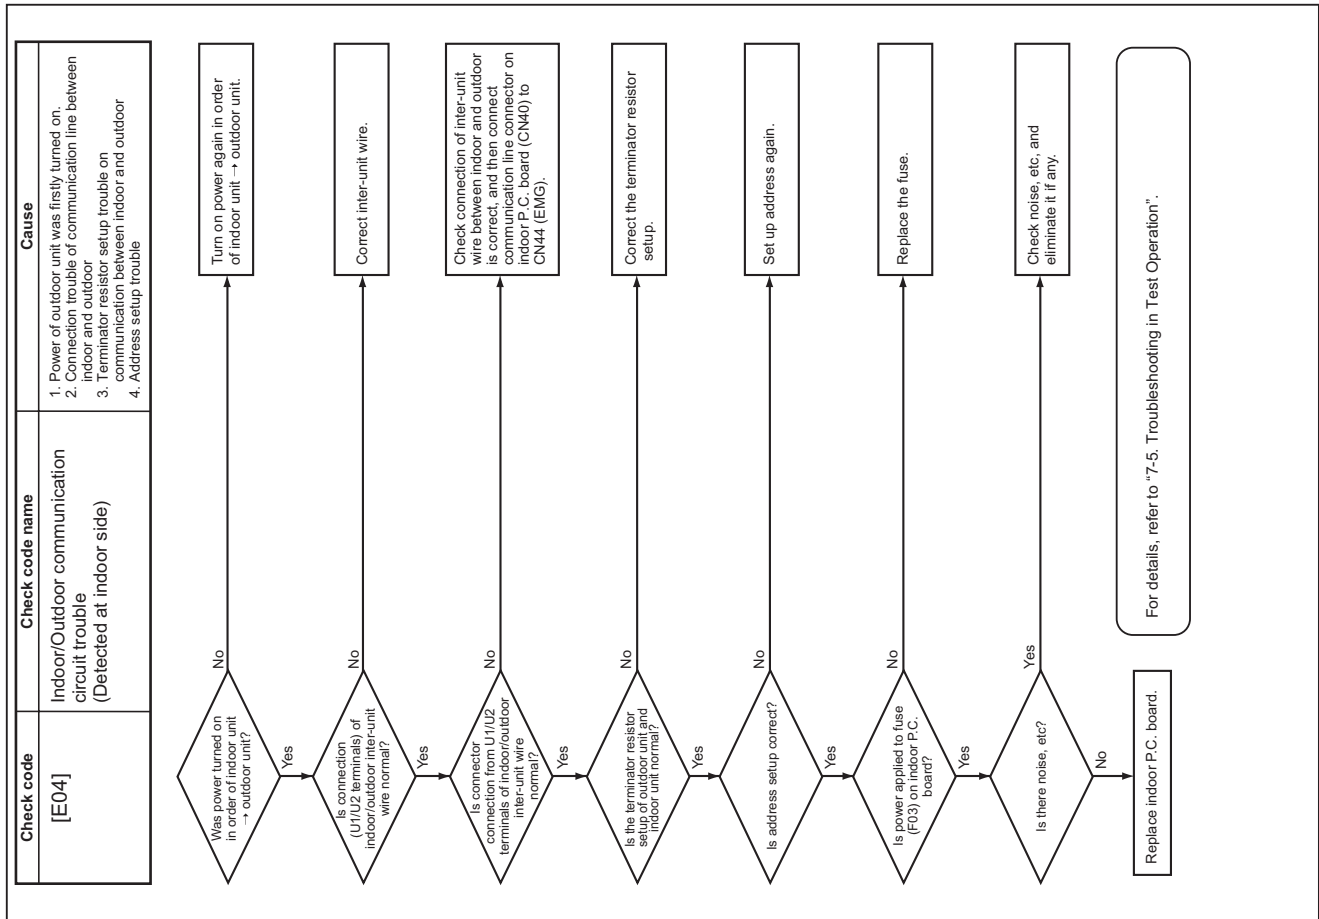 Check code
Check code name
Cause
[E04]
Indoor/Outdoor communication
circuit trouble
(Detected at indoor side)
1. Power of outdoor unit was firstly turned on.
2. Connection trouble of communication line between
indoor and outdoor
3. Terminator resistor setup trouble on
communication between indoor and outdoor
4. Address setup trouble
Was power turned on
in order of indoor unit
→ outdoor unit?
No
Turn on power again in order
of indoor unit → outdoor unit.
Yes
Is connection
(U1/U2 terminals) of
indoor/outdoor inter-unit
wire normal?
No
Correct inter-unit wire.
Yes
Is connector
connection from U1/U2
terminals of indoor/outdoor
inter-unit wire
normal?
No
Check connection of inter-unit
wire between indoor and outdoor
is correct, and then connect
communication line connector on
indoor P.C. board (CN40) to
CN44 (EMG).
Yes
Is the terminator resistor
setup of outdoor unit and
indoor unit normal?
No
Correct the terminator resistor
setup.
Yes
Is address setup correct?
No
Set up address again.
Yes
Is power applied to fuse
(F03) on indoor P.C.
board?
No
Replace the fuse.
Yes
Is there noise, etc?
Yes
Check noise, etc, and
eliminate it if any.
No
Replace indoor P.C. board.
For details, refer to “7-5. Troubleshooting in Test Operation”.